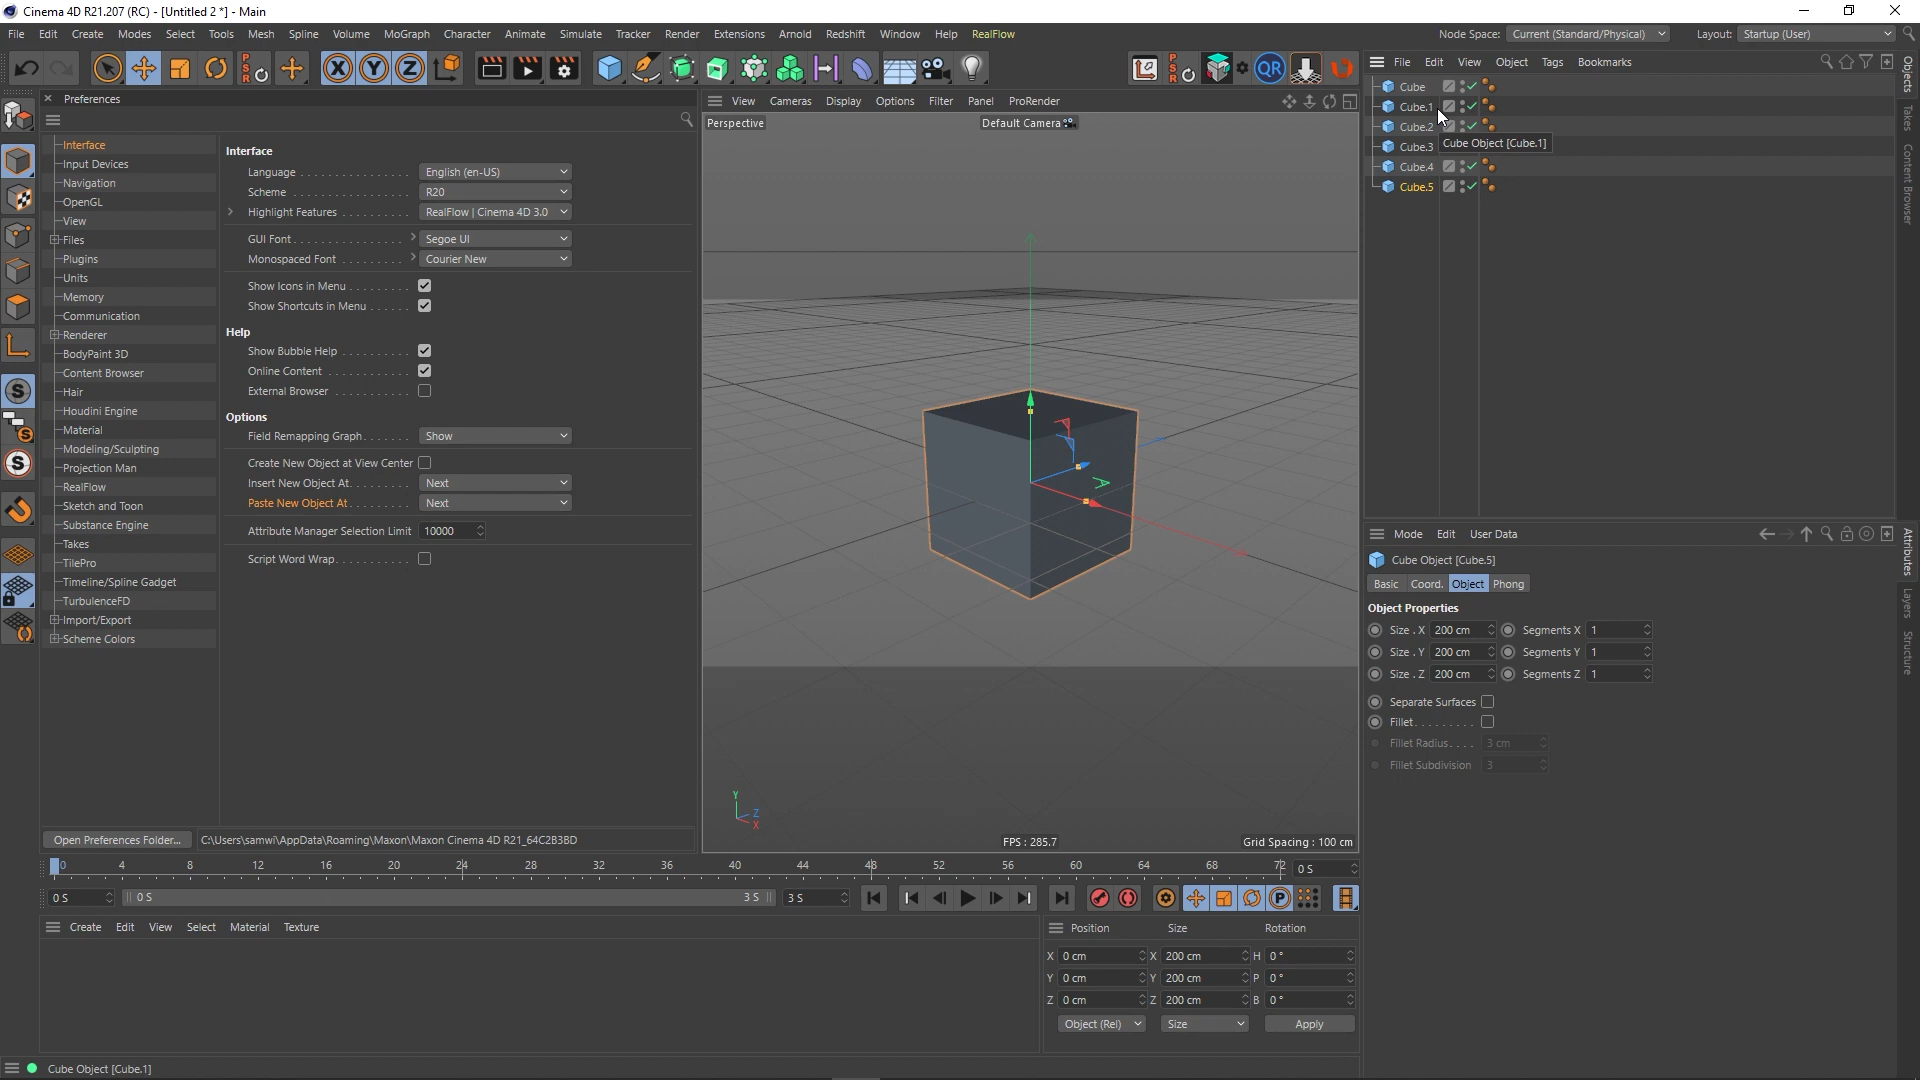 Cinema 4D R21.207 (RC) - [Untitled 2 *] - Main
File Edit Create Modes Select Tools Mesh Spline Volume MoGraph Character Animate Simulate Tracker Render Extensions Arnold Redshift Window Help RealFlow
Node Space: Current (Standard/Physical) Layout: Startup (User)
PSR X Y Z PSR QR
File Edit View Object Tags Bookmarks
Preferences
View Cameras Display Options Filter Panel ProRender
Perspective
Default Camera
Cube
Cube.1
Cube.2
Cube Object [Cube.1]
Cube.3
Cube.4
Cube.5
Objects
Takes
Content Browser
Interface
Input Devices
Navigation
OpenGL
View
Files
Plugins
Units
Memory
Communication
Renderer
BodyPaint 3D
Content Browser
Hair
Houdini Engine
Material
Modeling/Sculpting
Projection Man
RealFlow
Sketch and Toon
Substance Engine
Takes
TilePro
Timeline/Spline Gadget
TurbulenceFD
Import/Export
Scheme Colors
Interface
Language . . . . . . . . . . . . . . . . English (en-US)
Scheme . . . . . . . . . . . . . . . . . R20
Highlight Features . . . . . . . . . . RealFlow | Cinema 4D 3.0
GUI Font. . . . . . . . . . . . . . . . Segoe UI
Monospaced Font . . . . . . . . . Courier New
Show Icons in Menu . . . . . . . . .
Show Shortcuts in Menu . . . . . .
Help
Show Bubble Help . . . . . . . . . .
Online Content . . . . . . . . . . . .
External Browser . . . . . . . . . . .
Options
Field Remapping Graph. . . . . . . Show
Create New Object at View Center
Insert New Object At. . . . . . . . . Next
Paste New Object At. . . . . . . . . Next
Attribute Manager Selection Limit 10000
Script Word Wrap. . . . . . . . . . .
Open Preferences Folder... C:\Users\samwi\AppData\Roaming\Maxon\Maxon Cinema 4D R21_64C2B3BD
Y
Z
X
FPS : 285.7
Grid Spacing : 100 cm
Mode Edit User Data
Cube Object [Cube.5]
Basic Coord. Object Phong
Object Properties
Size . X 200 cm Segments X 1
Size . Y 200 cm Segments Y 1
Size . Z 200 cm Segments Z 1
Separate Surfaces
Fillet. . . . . . . . .
Fillet Radius. . . . 3 cm
Fillet Subdivision 3
Attributes
Layers
Structure
0 4 8 12 16 20 24 28 32 36 40 44 48 52 56 60 64 68 72 0 S
0 S 0 S 3 S 3 S P
Create Edit View Select Material Texture
Position Size Rotation
X 0 cm X 200 cm H 0 °
Y 0 cm Y 200 cm P 0 °
Z 0 cm Z 200 cm B 0 °
Object (Rel) Size Apply
Cube Object [Cube.1]